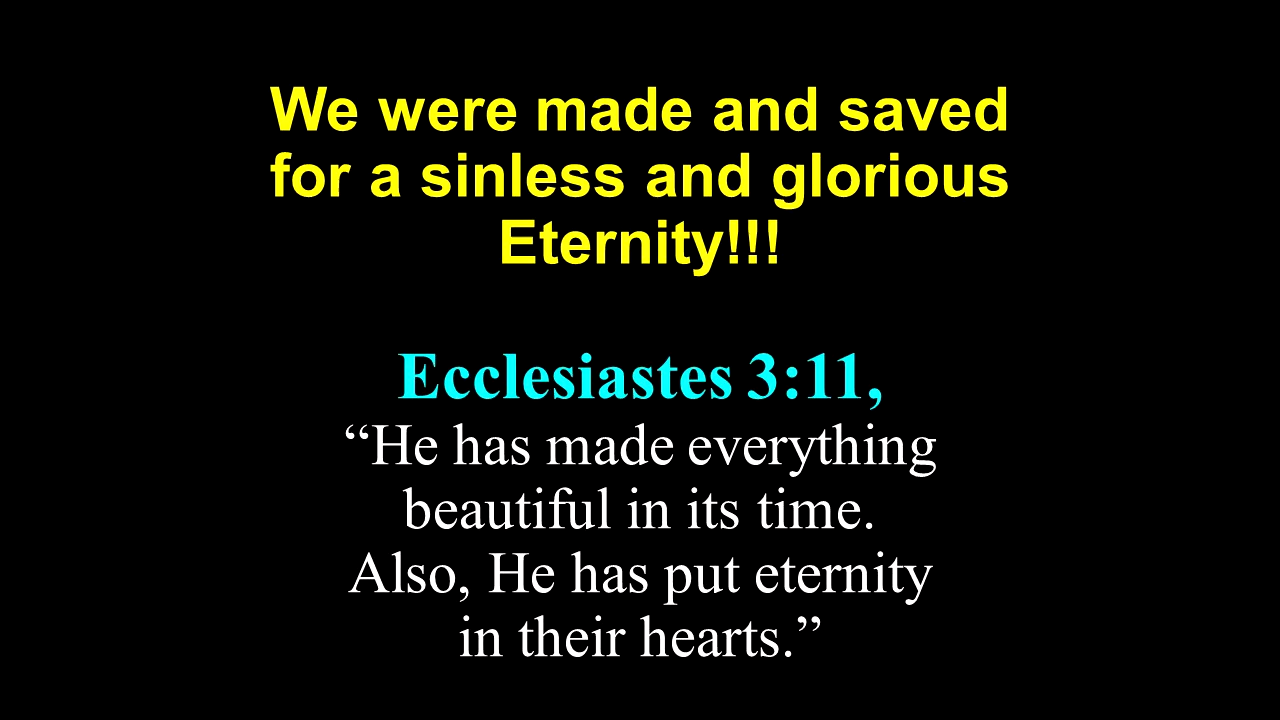 We were made and saved
for a sinless and glorious
Eternity!!!
Ecclesiastes 3:11,
“He has made everything
beautiful in its time.
Also, He has put eternity
in their hearts.”